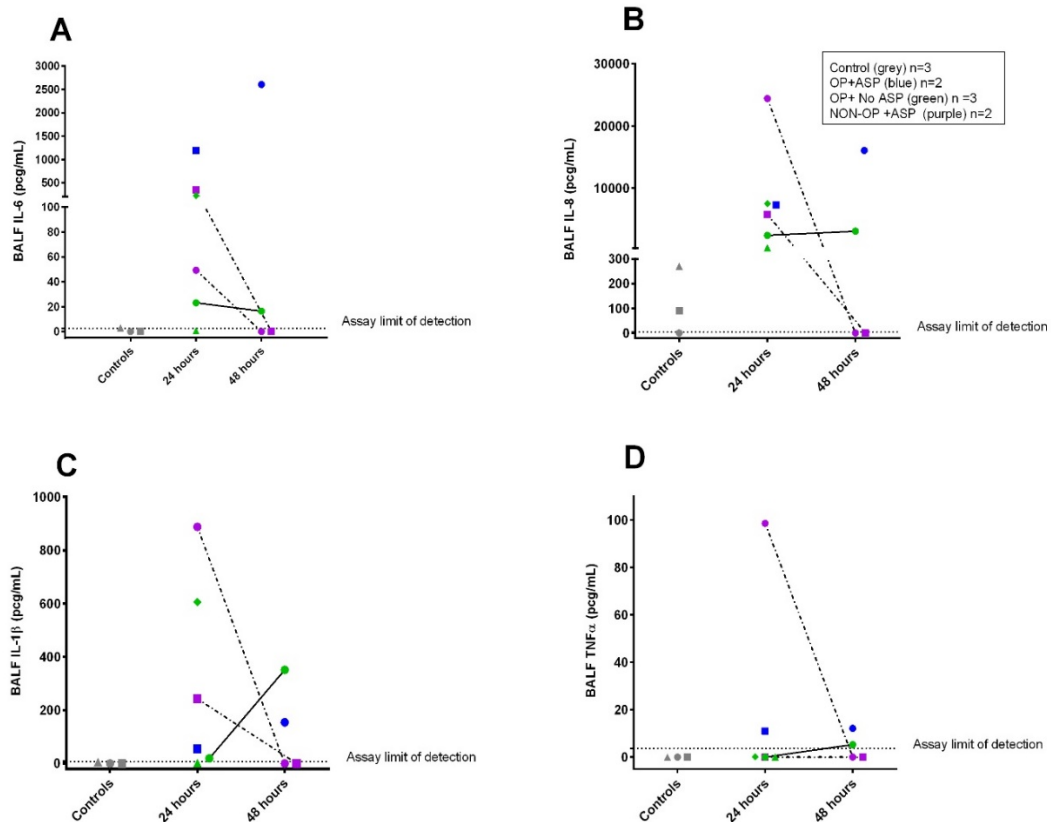 A
BALF IL-6 (pcg/mL)
3000
2500
2000
1500
1000
500
100
80
60
40
20
0
Assay limit of detection
Controls
24 hours
48 hours
B
Control (grey) n=3
OP+ASP (blue) n=2
OP+ No ASP (green) n =3
NON-OP +ASP (purple) n=2
BALF IL-8 (pcg/mL)
30000
20000
10000
300
200
100
0
Assay limit of detection
Controls
24 hours
48 hours
C
BALF IL-1β (pcg/mL)
1000
800
600
400
200
0
Assay limit of detection
Controls
24 hours
48 hours
D
BALF TNFα (pcg/mL)
100
80
60
40
20
0
Assay limit of detection
Controls
24 hours
48 hours